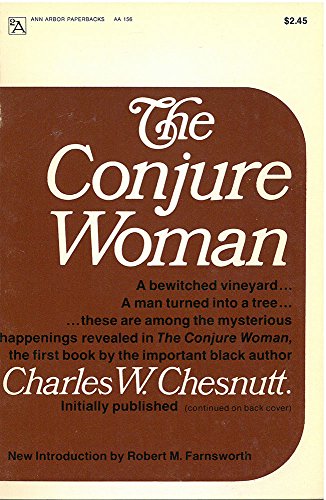 ANN ARBOR PAPERBACKS AA 156 $2.45
The
Conjure
Woman
A bewitched vineyard...
A man turned into a tree...
...these are among the mysterious
happenings revealed in The Conjure Woman,
the first book by the important black author
Charles W. Chesnutt.
Initially published (continued on back cover)
New Introduction by Robert M. Farnsworth